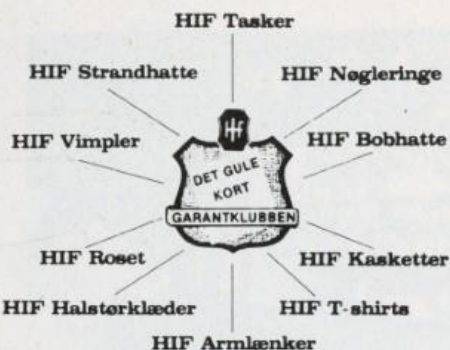 HIF Tasker
HIF Strandhatte
HIF Nøgleringe
HIF Vimpler
HIF Bobhatte
HIF
DET GULE
KORT
GARANTKLUBBEN
HIF Roset
HIF Kasketter
HIF Halstørklæder
HIF T-shirts
HIF Armlænker